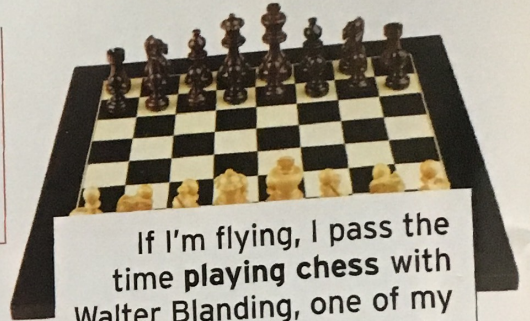 If I'm flying, I pass the
time playing chess with
Walter Blanding, one of my